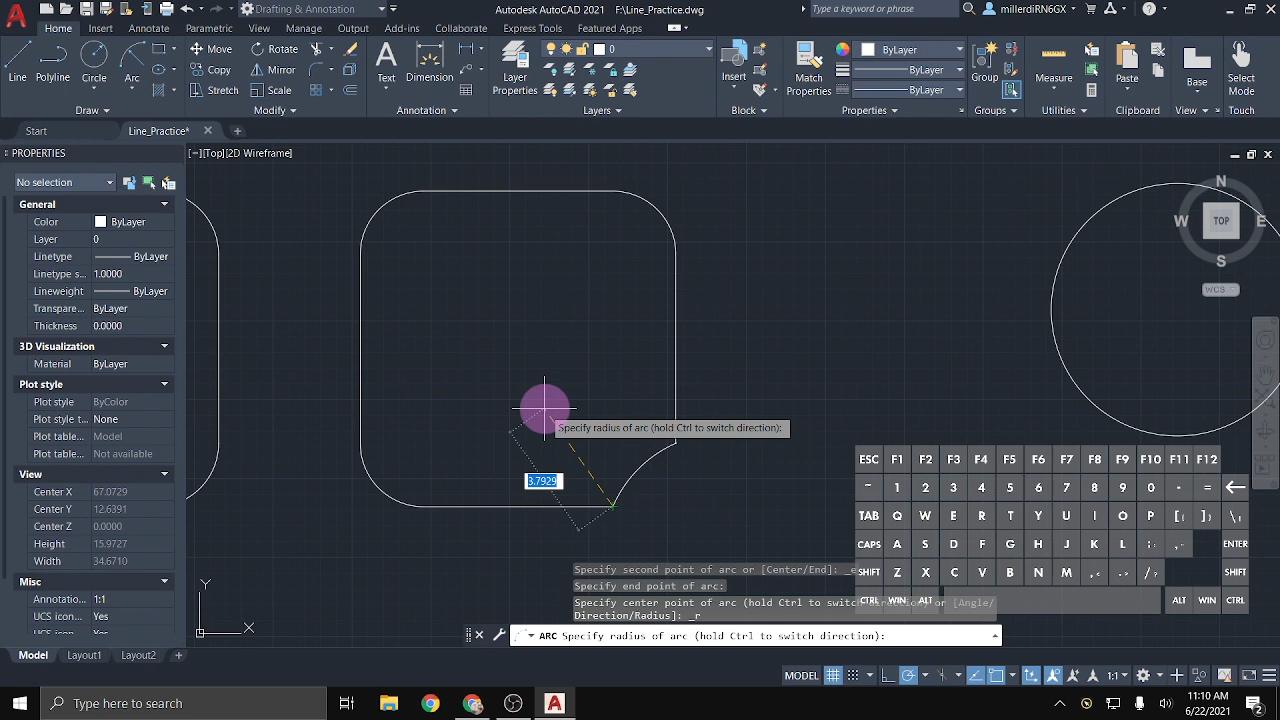 Drafting & Annotation
Autodesk AutoCAD 2021 F:\Line_Practice.dwg
Type a keyword or phrase
millerdiRNGX
Home Insert Annotate Parametric View Manage Output Add-ins Collaborate Express Tools Featured Apps
Line Polyline Circle Arc
Move Rotate
Copy Mirror
Stretch Scale
Text Dimension
Layer
Properties
0
Insert
Match
Properties
ByLayer
ByLayer
ByLayer
Group
Measure
Paste
Base
Select
Mode
Draw Modify Annotation Layers Block Properties Groups Utilities Clipboard View Touch
Start Line_Practice*
PROPERTIES
[−][Top][2D Wireframe]
No selection
General
Color ByLayer
Layer 0
Linetype ByLayer
Linetype s... 1.0000
Lineweight ByLayer
Transpare... ByLayer
Thickness 0.0000
3D Visualization
Material ByLayer
Plot style
Plot style ByColor
Plot style t... None
Plot table... Model
Plot table... Not available
View
Center X 67.0729
Center Y 12.6391
Center Z 0.0000
Height 15.9727
Width 34.6710
Misc
Annotatio... 1:1
UCS icon... Yes
UCS icon... Yes
N
W TOP E
S
WCS
Specify radius of arc (hold Ctrl to switch direction):
3.7929
ESC F1 F2 F3 F4 F5 F6 F7 F8 F9 F10 F11 F12
~ 1 2 3 4 5 6 7 8 9 0 - =
TAB Q W E R T Y U I O P [{ ]} \|
CAPS A S D F G H J K L ;: ," ENTER
SHIFT Z X C V B N M ,< .> /? SHIFT
CTRL WIN ALT ALT WIN CTRL
Specify second point of arc or [Center/End]: _e
Specify end point of arc:
Specify center point of arc (hold Ctrl to switch direction) or [Angle/
Direction/Radius]: _r
ARC Specify radius of arc (hold Ctrl to switch direction):
Y
X
Model Layout1 Layout2
MODEL 1:1
Type here to search
11:10 AM
6/22/2021
2